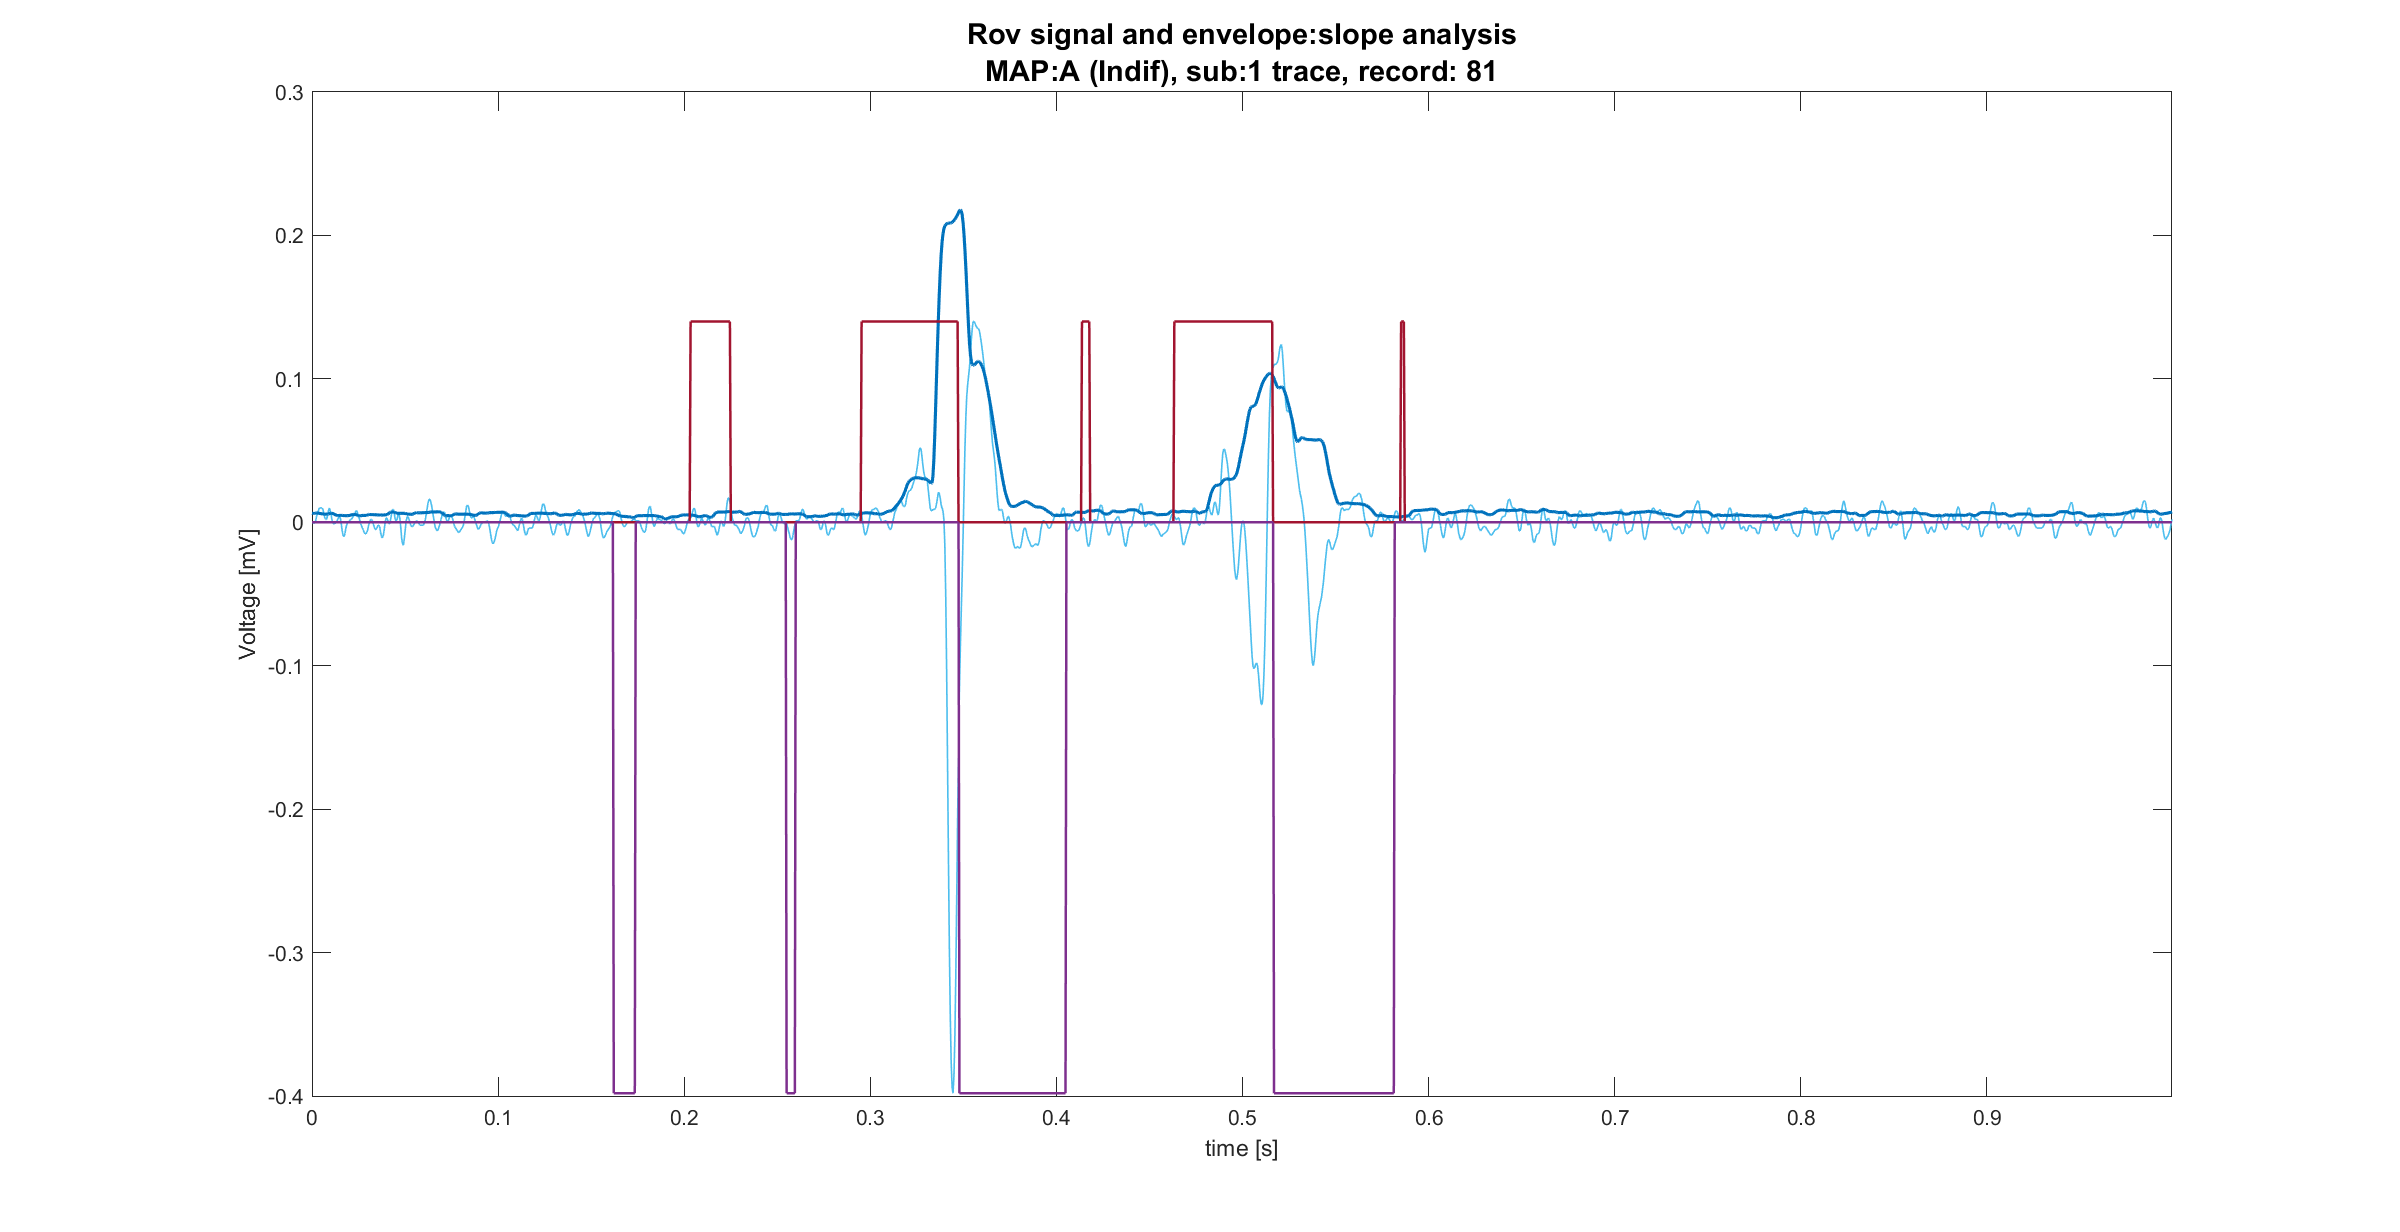 Rov signal and envelope:slope analysis
MAP:A (Indif), sub:1 trace, record: 81
0.3
0.2
0.1
0
-0.1
-0.2
-0.3
-0.4
Voltage [mV]
0 0.1 0.2 0.3 0.4 0.5 0.6 0.7 0.8 0.9
time [s]